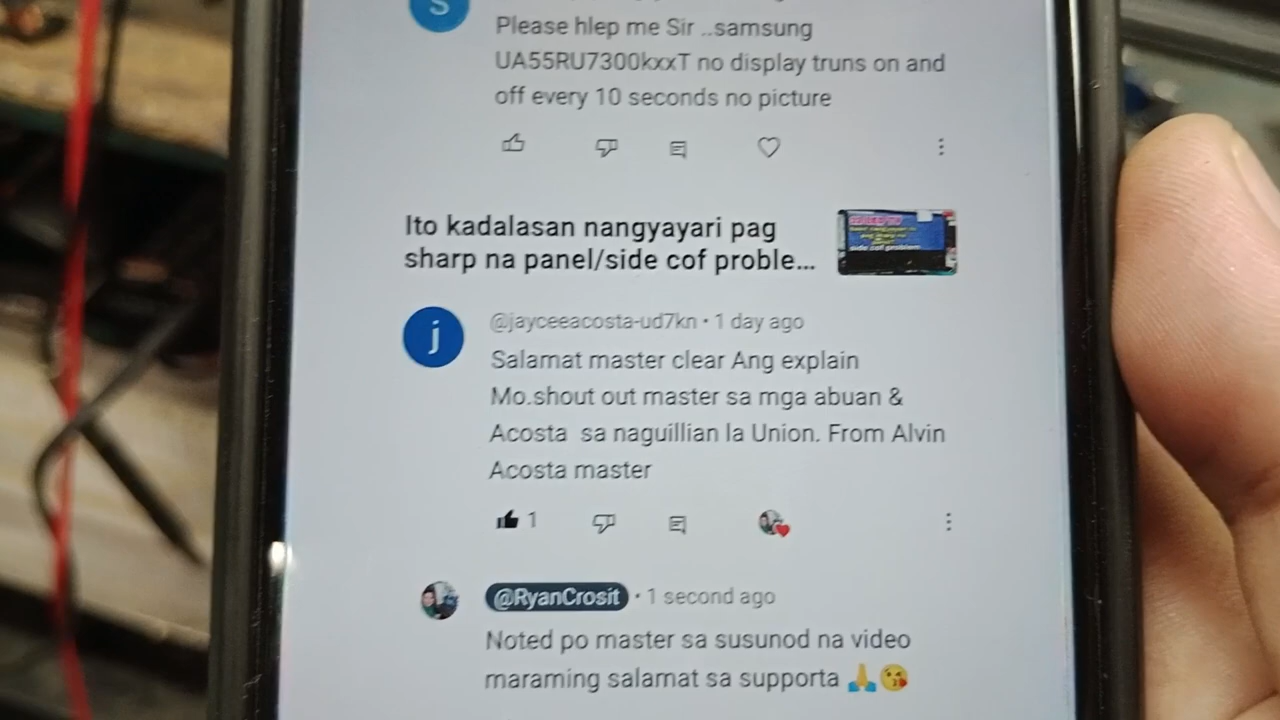 S
Please hlep me Sir ..samsung
UA55RU7300kxxT no display truns on and
off every 10 seconds no picture
Ito kadalasan nangyayari pag
sharp na panel/side cof proble...
side cof problem
j
@jayceeacosta-ud7kn • 1 day ago
Salamat master clear Ang explain
Mo.shout out master sa mga abuan &
Acosta sa naguillian la Union. From Alvin
Acosta master
1
@RyanCrosit • 1 second ago
Noted po master sa susunod na video
maraming salamat sa supporta 🙏😘